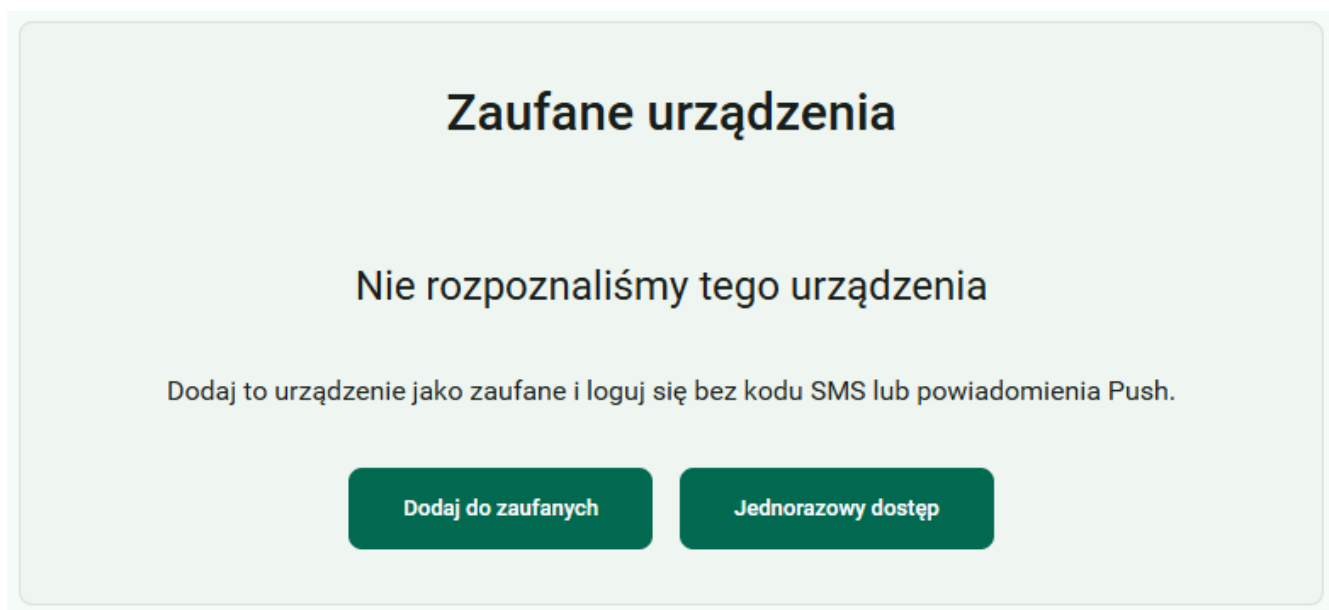 Zaufane urządzenia
Nie rozpoznaliśmy tego urządzenia
Dodaj to urządzenie jako zaufane i loguj się bez kodu SMS lub powiadomienia Push.
Dodaj do zaufanych
Jednorazowy dostęp